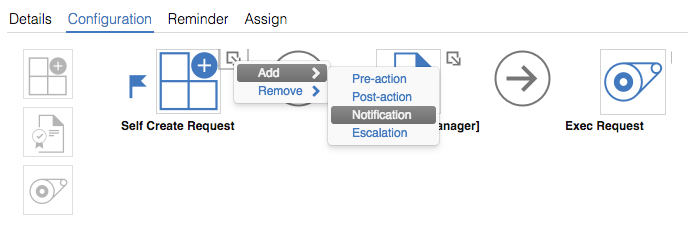 Details Configuration Reminder Assign
Add
Remove
Pre-action
Post-action
Notification
Escalation
Self Create Request
anager]
Exec Request